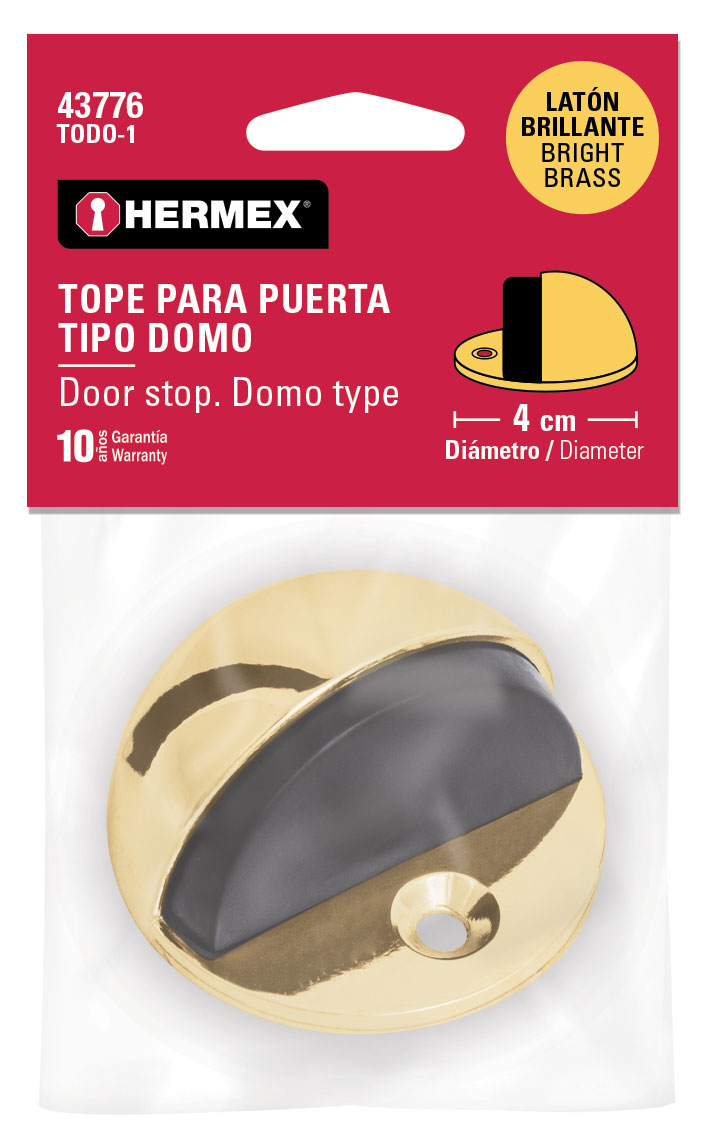 43776
TODO-1
LATÓN
BRILLANTE
BRIGHT
BRASS
HERMEX®
TOPE PARA PUERTA
TIPO DOMO
Door stop. Domo type
10 años Garantía
Warranty
4 cm
Diámetro / Diameter